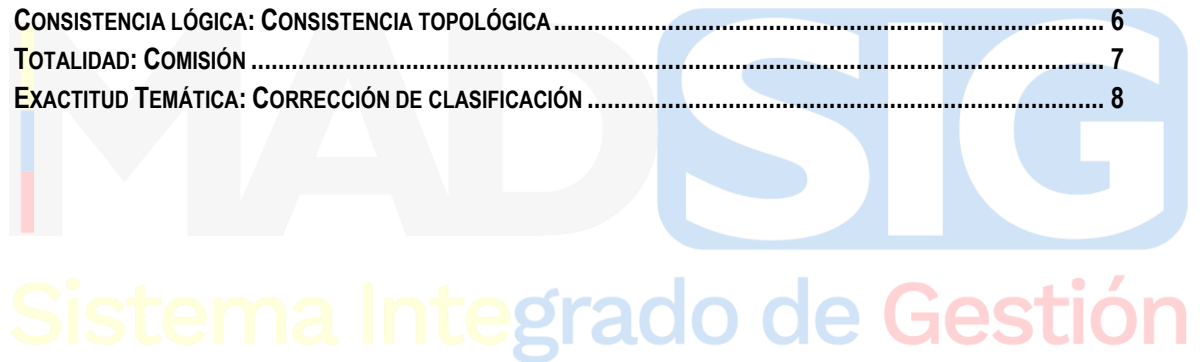 CONSISTENCIA LÓGICA: CONSISTENCIA TOPOLÓGICA ........................................................................................................ 6
TOTALIDAD: COMISIÓN ................................................................................................................................................ 7
EXACTITUD TEMÁTICA: CORRECCIÓN DE CLASIFICACIÓN ................................................................................................ 8
MADSIG
Sistema Integrado de Gestión